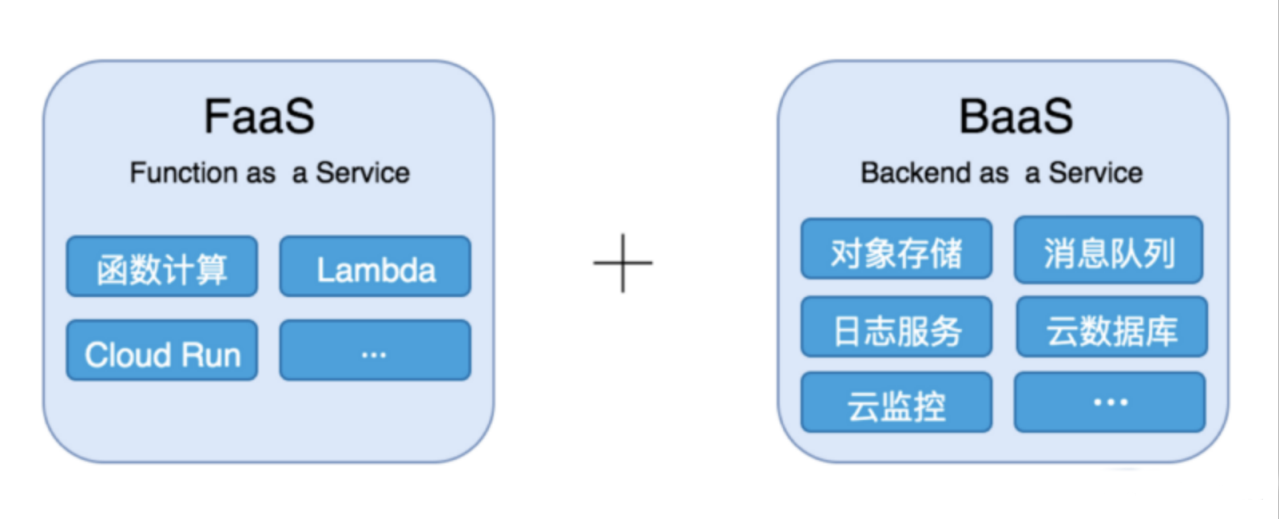 FaaS
Function as a Service
函数计算
Lambda
Cloud Run
...
+
BaaS
Backend as a Service
对象存储
消息队列
日志服务
云数据库
云监控
...